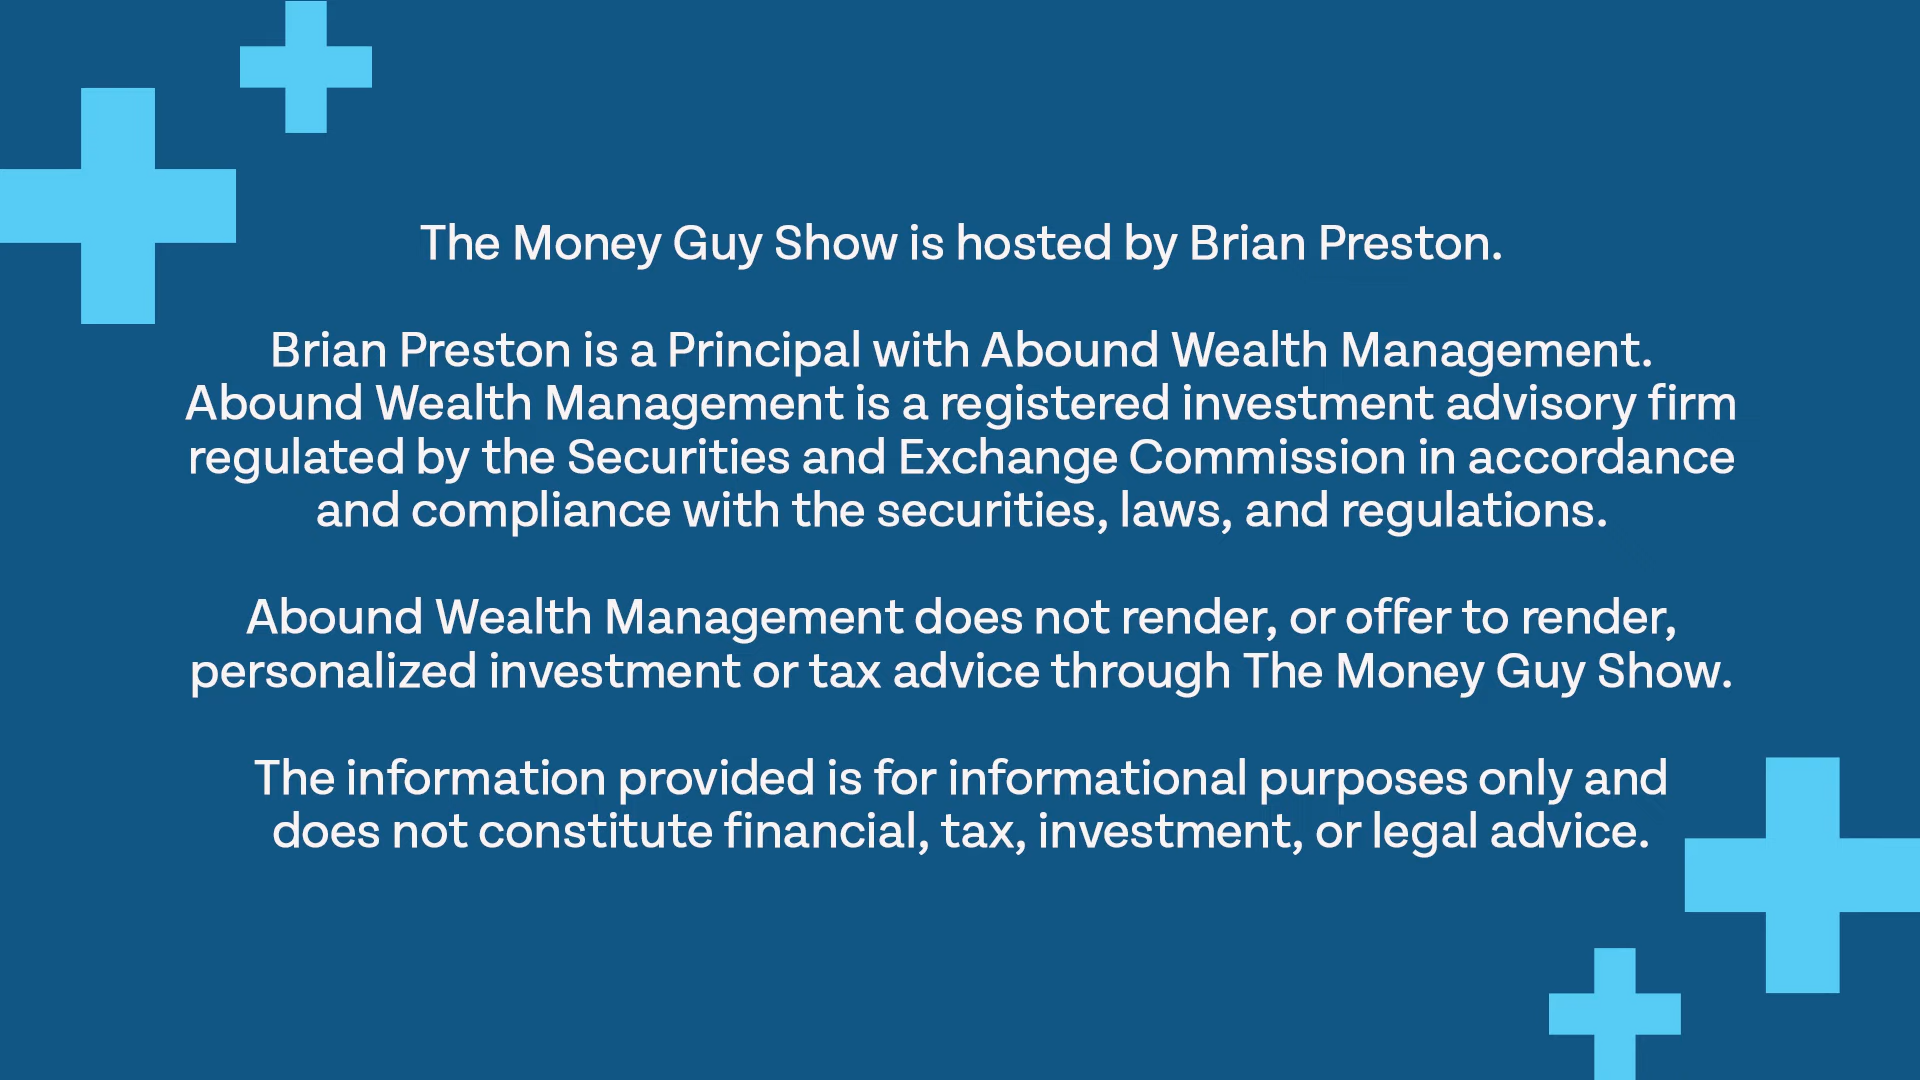 The Money Guy Show is hosted by Brian Preston.
Brian Preston is a Principal with Abound Wealth Management.
Abound Wealth Management is a registered investment advisory firm
regulated by the Securities and Exchange Commission in accordance
and compliance with the securities, laws, and regulations.
Abound Wealth Management does not render, or offer to render,
personalized investment or tax advice through The Money Guy Show.
The information provided is for informational purposes only and
does not constitute financial, tax, investment, or legal advice.